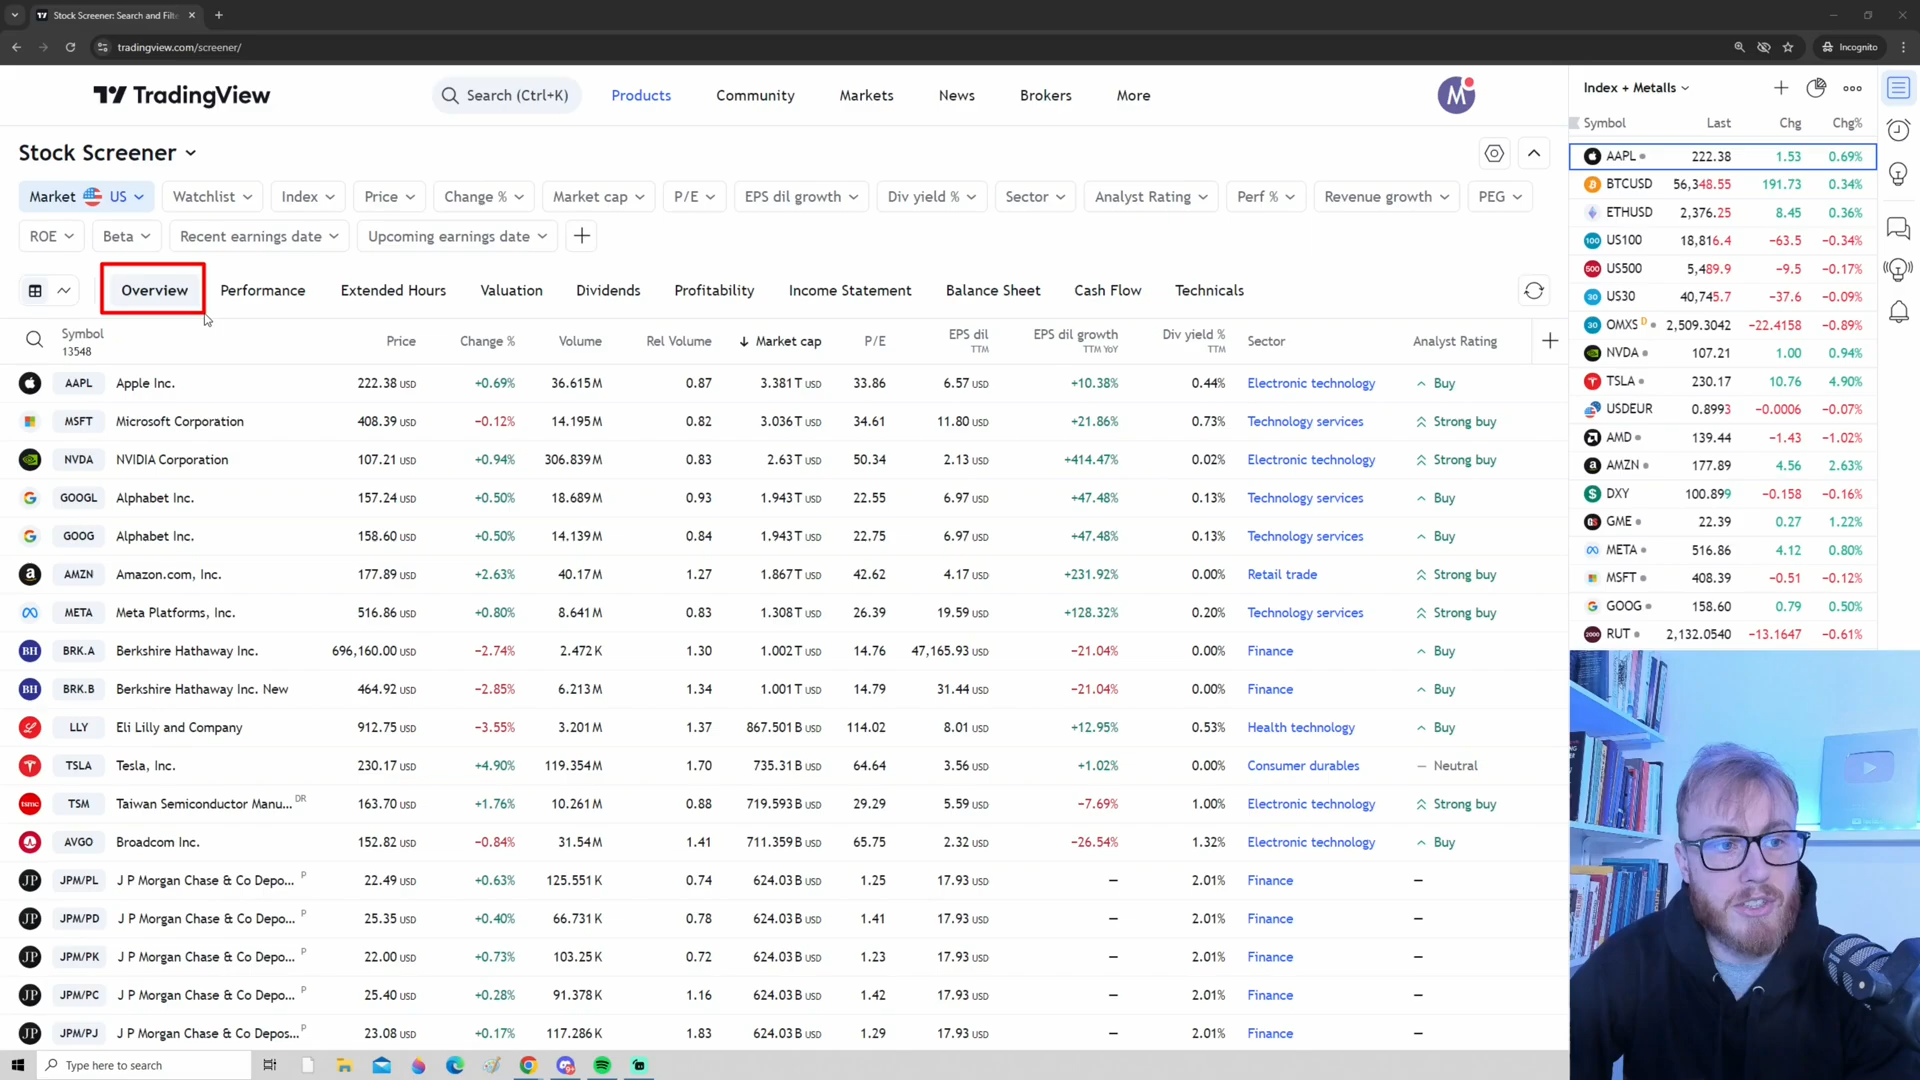 Stock Screener: Search and Filte
tradingview.com/screener/
Incognito
TradingView
Search (Ctrl+K)
Products
Community
Markets
News
Brokers
More
M
Stock Screener
Market US
Watchlist
Index
Price
Change %
Market cap
P/E
EPS dil growth
Div yield %
Sector
Analyst Rating
Perf %
Revenue growth
PEG
ROE
Beta
Recent earnings date
Upcoming earnings date
Overview
Performance
Extended Hours
Valuation
Dividends
Profitability
Income Statement
Balance Sheet
Cash Flow
Technicals
Symbol 13548 Price Change % Volume Rel Volume Market cap P/E EPS dil TTM EPS dil growth TTM YoY Div yield % TTM Sector Analyst Rating
AAPL Apple Inc. 222.38 USD +0.69% 36.615 M 0.87 3.381 T USD 33.86 6.57 USD +10.38% 0.44% Electronic technology Buy
MSFT Microsoft Corporation 408.39 USD −0.12% 14.195 M 0.82 3.036 T USD 34.61 11.80 USD +21.86% 0.73% Technology services Strong buy
NVDA NVIDIA Corporation 107.21 USD +0.94% 306.839 M 0.83 2.63 T USD 50.34 2.13 USD +414.47% 0.02% Electronic technology Strong buy
GOOGL Alphabet Inc. 157.24 USD +0.50% 18.689 M 0.93 1.943 T USD 22.55 6.97 USD +47.48% 0.13% Technology services Buy
GOOG Alphabet Inc. 158.60 USD +0.50% 14.139 M 0.84 1.943 T USD 22.75 6.97 USD +47.48% 0.13% Technology services Buy
AMZN Amazon.com, Inc. 177.89 USD +2.63% 40.17 M 1.27 1.867 T USD 42.62 4.17 USD +231.92% 0.00% Retail trade Strong buy
META Meta Platforms, Inc. 516.86 USD +0.80% 8.641 M 0.83 1.308 T USD 26.39 19.59 USD +128.32% 0.20% Technology services Strong buy
BH BRK.A Berkshire Hathaway Inc. 696,160.00 USD −2.74% 2.472 K 1.30 1.002 T USD 14.76 47,165.93 USD −21.04% 0.00% Finance Buy
BH BRK.B Berkshire Hathaway Inc. New 464.92 USD −2.85% 6.213 M 1.34 1.001 T USD 14.79 31.44 USD −21.04% 0.00% Finance Buy
LLY Eli Lilly and Company 912.75 USD −3.55% 3.201 M 1.37 867.501 B USD 114.02 8.01 USD +12.95% 0.53% Health technology Buy
TSLA Tesla, Inc. 230.17 USD +4.90% 119.354 M 1.70 735.31 B USD 64.64 3.56 USD +1.02% 0.00% Consumer durables — Neutral
tsmc TSM Taiwan Semiconductor Manu... DR 163.70 USD +1.76% 10.261 M 0.88 719.593 B USD 29.29 5.59 USD −7.69% 1.00% Electronic technology Strong buy
AVGO Broadcom Inc. 152.82 USD −0.84% 31.54 M 1.41 711.359 B USD 65.75 2.32 USD −26.54% 1.32% Electronic technology Buy
JP JPM/PL J P Morgan Chase & Co Depo... P 22.49 USD +0.63% 125.551 K 0.74 624.03 B USD 1.25 17.93 USD — 2.01% Finance —
JP JPM/PD J P Morgan Chase & Co Depo... P 25.35 USD +0.40% 66.731 K 0.78 624.03 B USD 1.41 17.93 USD — 2.01% Finance —
JP JPM/PK J P Morgan Chase & Co Depo... P 22.00 USD +0.73% 103.25 K 0.72 624.03 B USD 1.23 17.93 USD — 2.01% Finance —
JP JPM/PC J P Morgan Chase & Co Depo... P 25.40 USD +0.28% 91.378 K 1.16 624.03 B USD 1.42 17.93 USD — 2.01% Finance —
JP JPM/PJ J P Morgan Chase & Co Depos... P 23.08 USD +0.17% 117.286 K 1.83 624.03 B USD 1.29 17.93 USD — 2.01% Finance —
Index + Metalls
Symbol Last Chg Chg%
AAPL 222.38 1.53 0.69%
BTCUSD 56,348.55 191.73 0.34%
ETHUSD 2,376.25 8.45 0.36%
100 US100 18,816.4 −63.5 −0.34%
500 US500 5,489.9 −9.5 −0.17%
30 US30 40,745.7 −37.6 −0.09%
30 OMXS D 2,509.3042 −22.4158 −0.89%
NVDA 107.21 1.00 0.94%
TSLA 230.17 10.76 4.90%
USDEUR 0.8993 −0.0006 −0.07%
AMD 139.44 −1.43 −1.02%
AMZN 177.89 4.56 2.63%
DXY 100.899 −0.158 −0.16%
GME 22.39 0.27 1.22%
META 516.86 4.12 0.80%
MSFT 408.39 −0.51 −0.12%
GOOG 158.60 0.79 0.50%
2000 RUT 2,132.0540 −13.1647 −0.61%
Type here to search